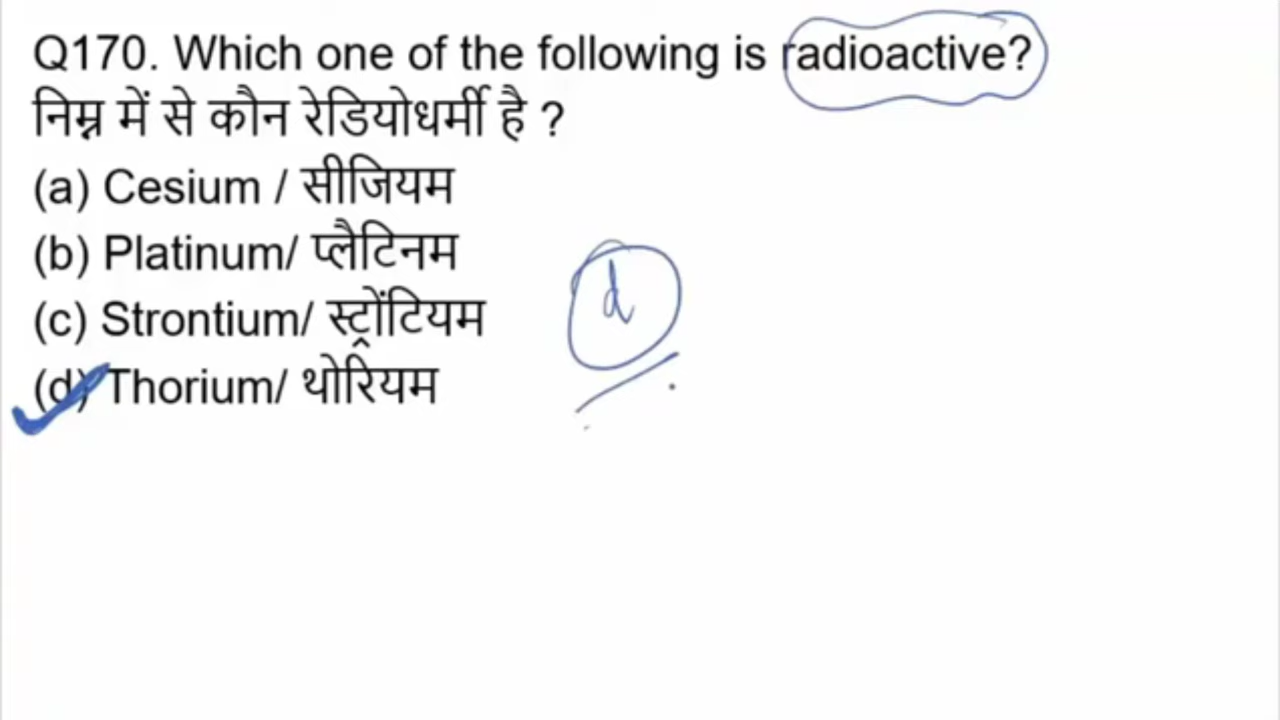 Q170. Which one of the following is radioactive?
निम्न में से कौन रेडियोधर्मी है ?
(a) Cesium / सीजियम
(b) Platinum/ प्लैटिनम
(c) Strontium/ स्ट्रोंटियम
(d) Thorium/ थोरियम
d